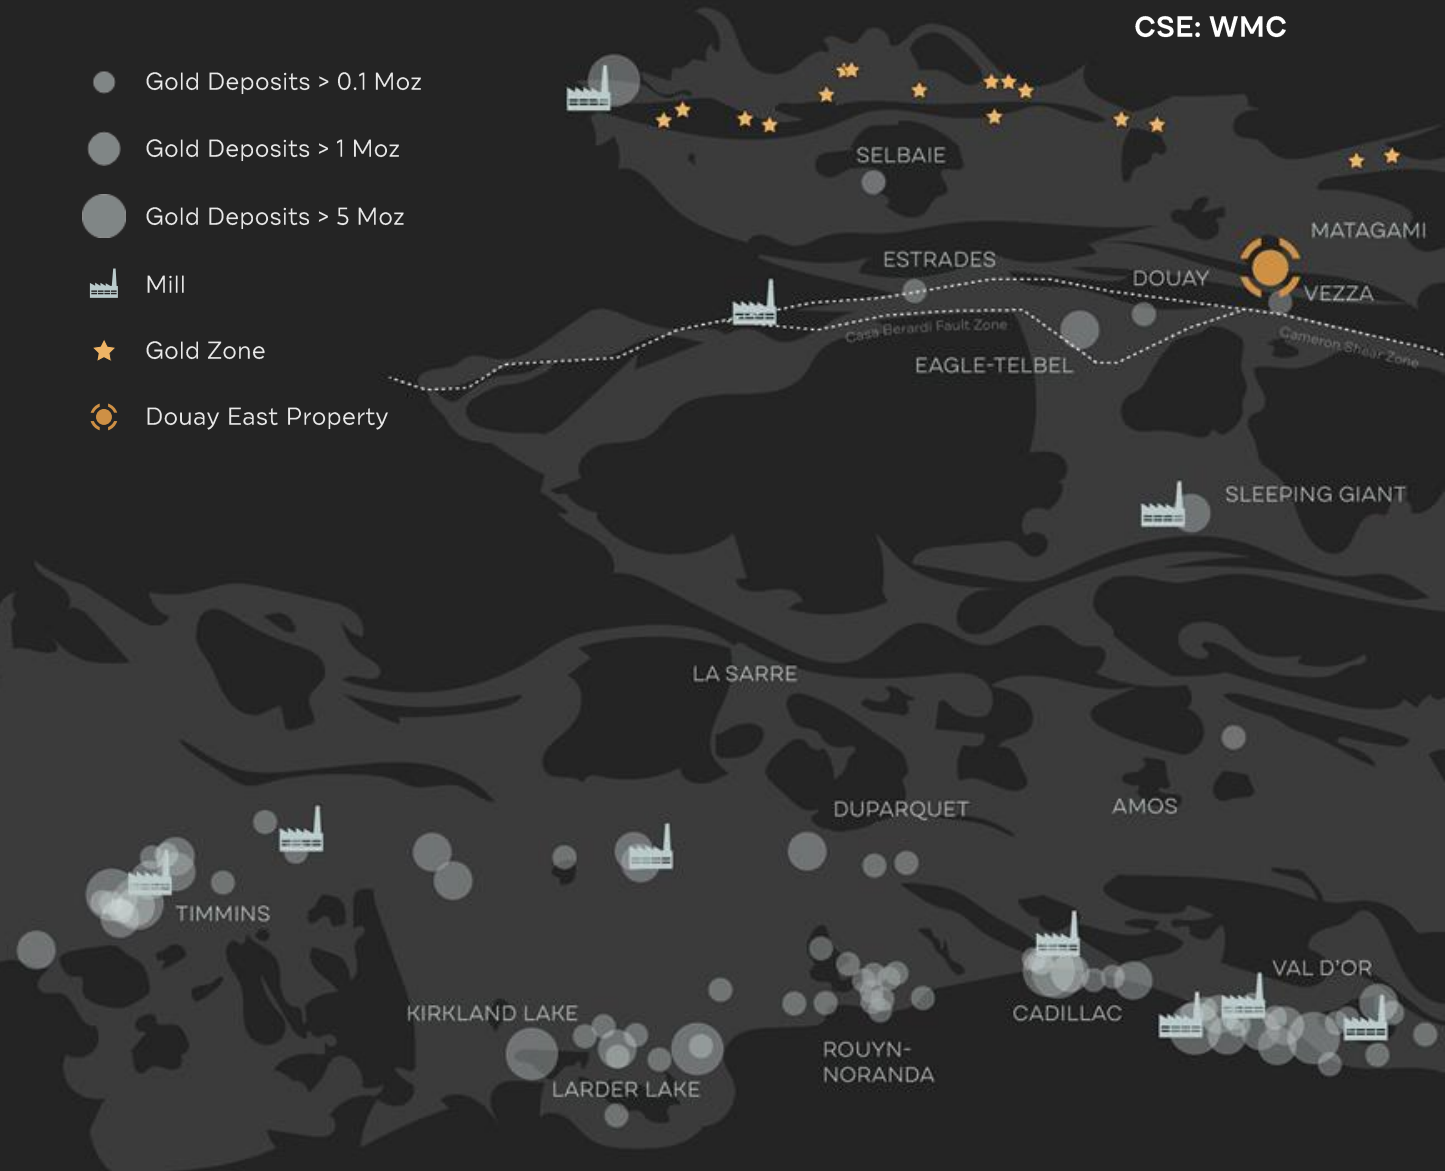 CSE: WMC
Gold Deposits > 0.1 Moz
Gold Deposits > 1 Moz
Gold Deposits > 5 Moz
Mill
Gold Zone
Douay East Property
SELBAIE
MATAGAMI
ESTRADES
DOUAY
VEZZA
Casa Berardi Fault Zone
Cameron Shear Zone
EAGLE-TELBEL
SLEEPING GIANT
LA SARRE
DUPARQUET
AMOS
TIMMINS
VAL D'OR
KIRKLAND LAKE
CADILLAC
ROUYN-
NORANDA
LARDER LAKE